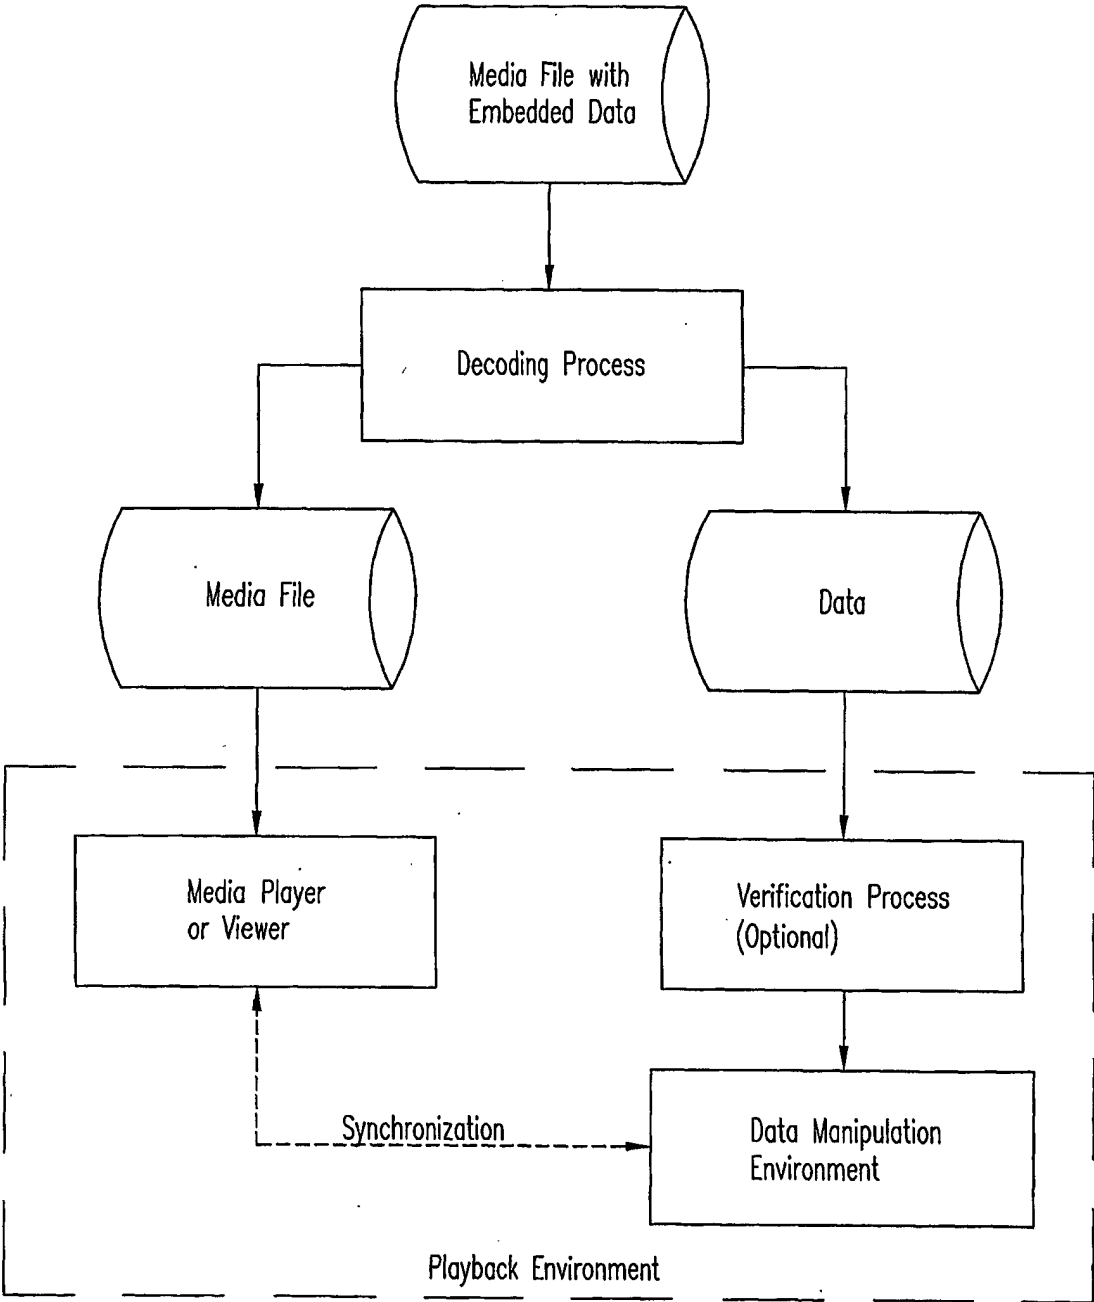 Media File with
Embedded Data
Decoding Process
Media File
Data
Media Player
or Viewer
Verification Process
(Optional)
Synchronization
Data Manipulation
Environment
Playback Environment